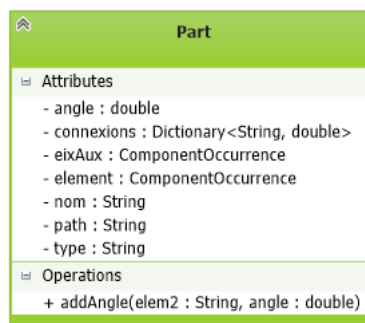 Part
Attributes
- angle : double
- connexions : Dictionary<String, double>
- eixAux : ComponentOccurrence
- element : ComponentOccurrence
- nom : String
- path : String
- type : String
Operations
+ addAngle(elem2 : String, angle : double)